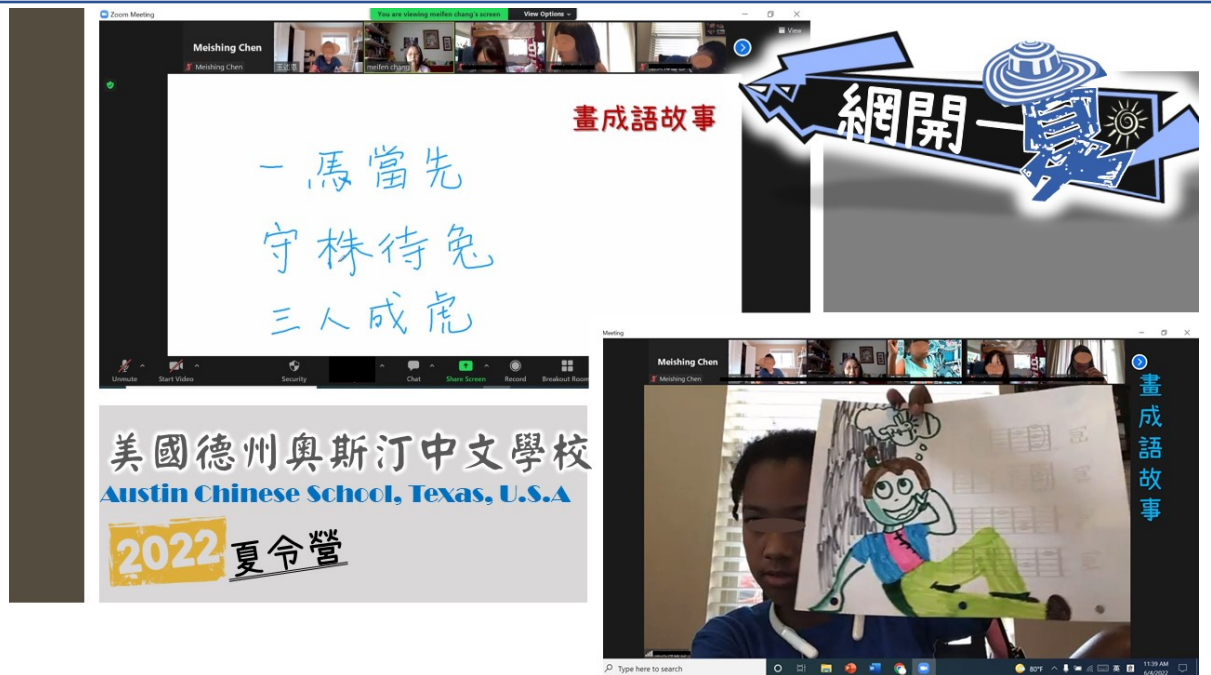 Zoom Meeting
You are viewing meifen chang's screen
View Options
View
Meishing Chen
Meishing Chen
meifen chang
畫成語故事
一馬當先
守株待兔
三人成虎
Unmute
Start Video
Security
Chat
Share Screen
Record
Breakout Room
網開一夏
美國德州奧斯汀中文學校
Austin Chinese School, Texas, U.S.A
2022 夏令營
Meeting
Meishing Chen
Meishing Chen
畫成語故事
Type here to search
80°F
英
11:39 AM
6/4/2022